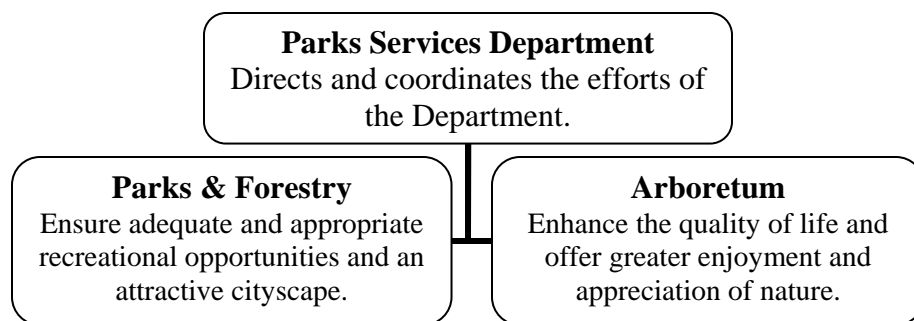 Parks Services Department
Directs and coordinates the efforts of
the Department.
Parks & Forestry
Ensure adequate and appropriate
recreational opportunities and an
attractive cityscape.
Arboretum
Enhance the quality of life and
offer greater enjoyment and
appreciation of nature.